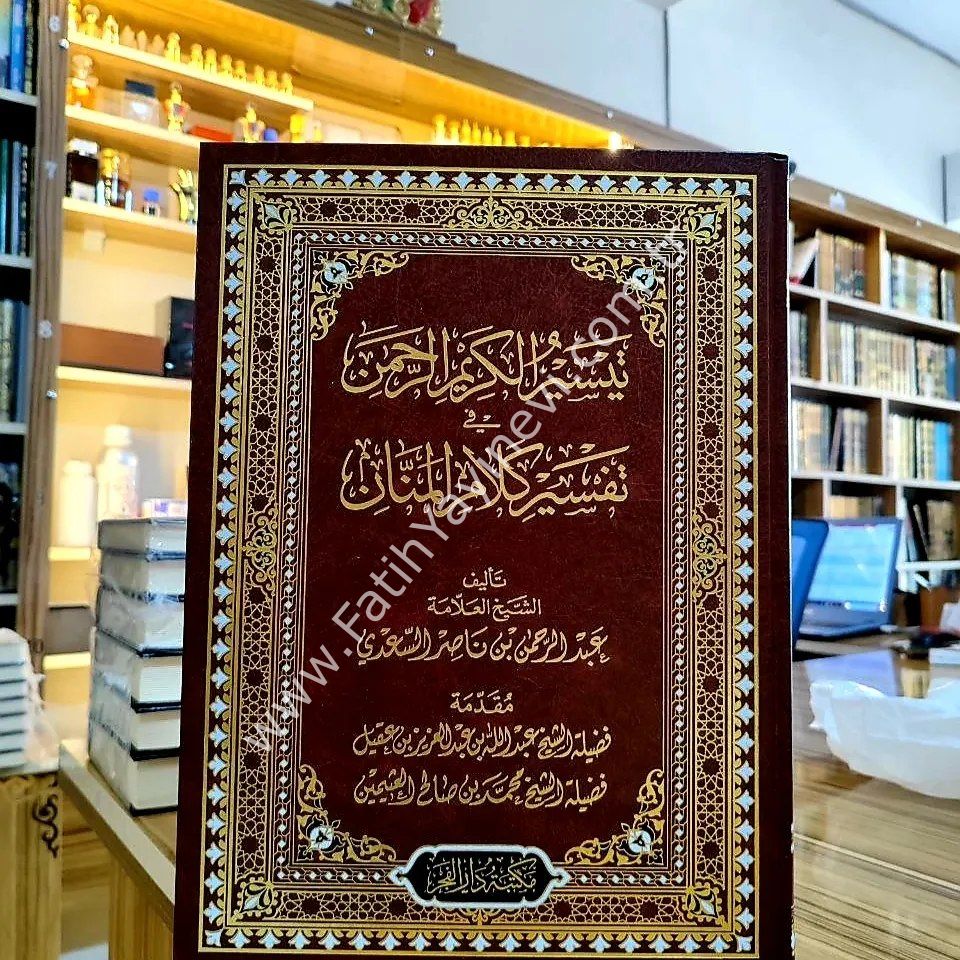 تيسير الكريم الرحمن
في
تفسير كلام المنان
تأليف
الشيخ العلامة
عبد الرحمن بن ناصر السعدي
مقدمة
فضيلة الشيخ عبد الله بن عبد العزيز بن عقيل
فضيلة الشيخ محمد بن صالح العثيمين
مكتبة دار الفجر
www.FatihYayinevi.com